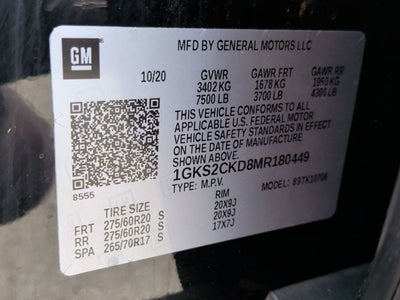 GM
MFD BY GENERAL MOTORS LLC
10/20 GVWR GAWR FRT GAWR RR
3402 KG 1678 KG 1950 KG
7500 LB 3700 LB 4300 LB
THIS VEHICLE CONFORMS TO ALL
APPLICABLE U.S. FEDERAL MOTOR
VEHICLE SAFETY STANDARDS IN
EFFECT ON THE DATE OF
MANUFACTURE SHOWN ABOVE.
1GKS2CKD8MR180449
TYPE: M.P.V. MODEL: 89TK10706
8555
TIRE SIZE RIM
FRT 275/60R20 S 20X9J
RR 275/60R20 S 20X9J
SPA 265/70R17 S 17X7J